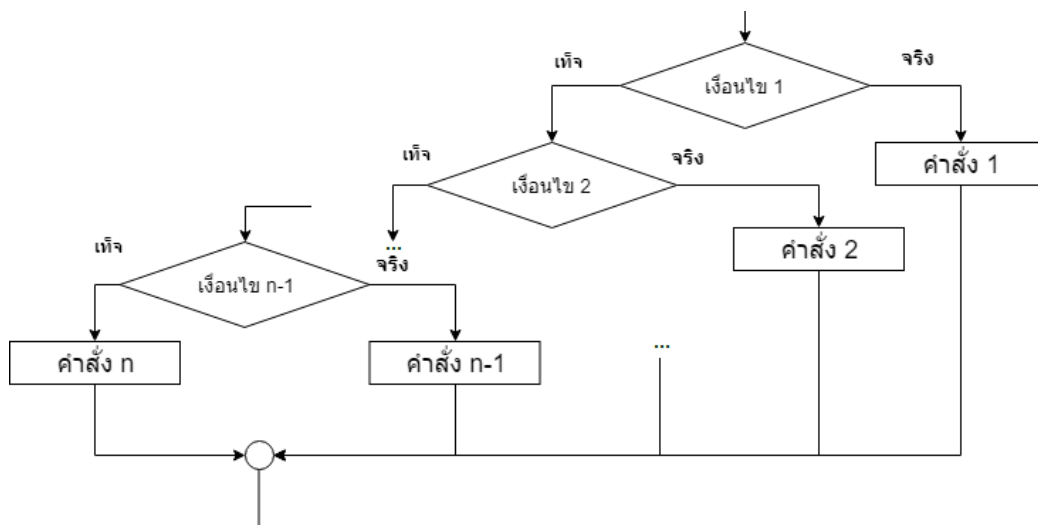 เท็จ
จริง
เงื่อนไข 1
เท็จ
จริง
คำสั่ง 1
เงื่อนไข 2
...
เท็จ
จริง
คำสั่ง 2
เงื่อนไข n-1
...
คำสั่ง n
คำสั่ง n-1